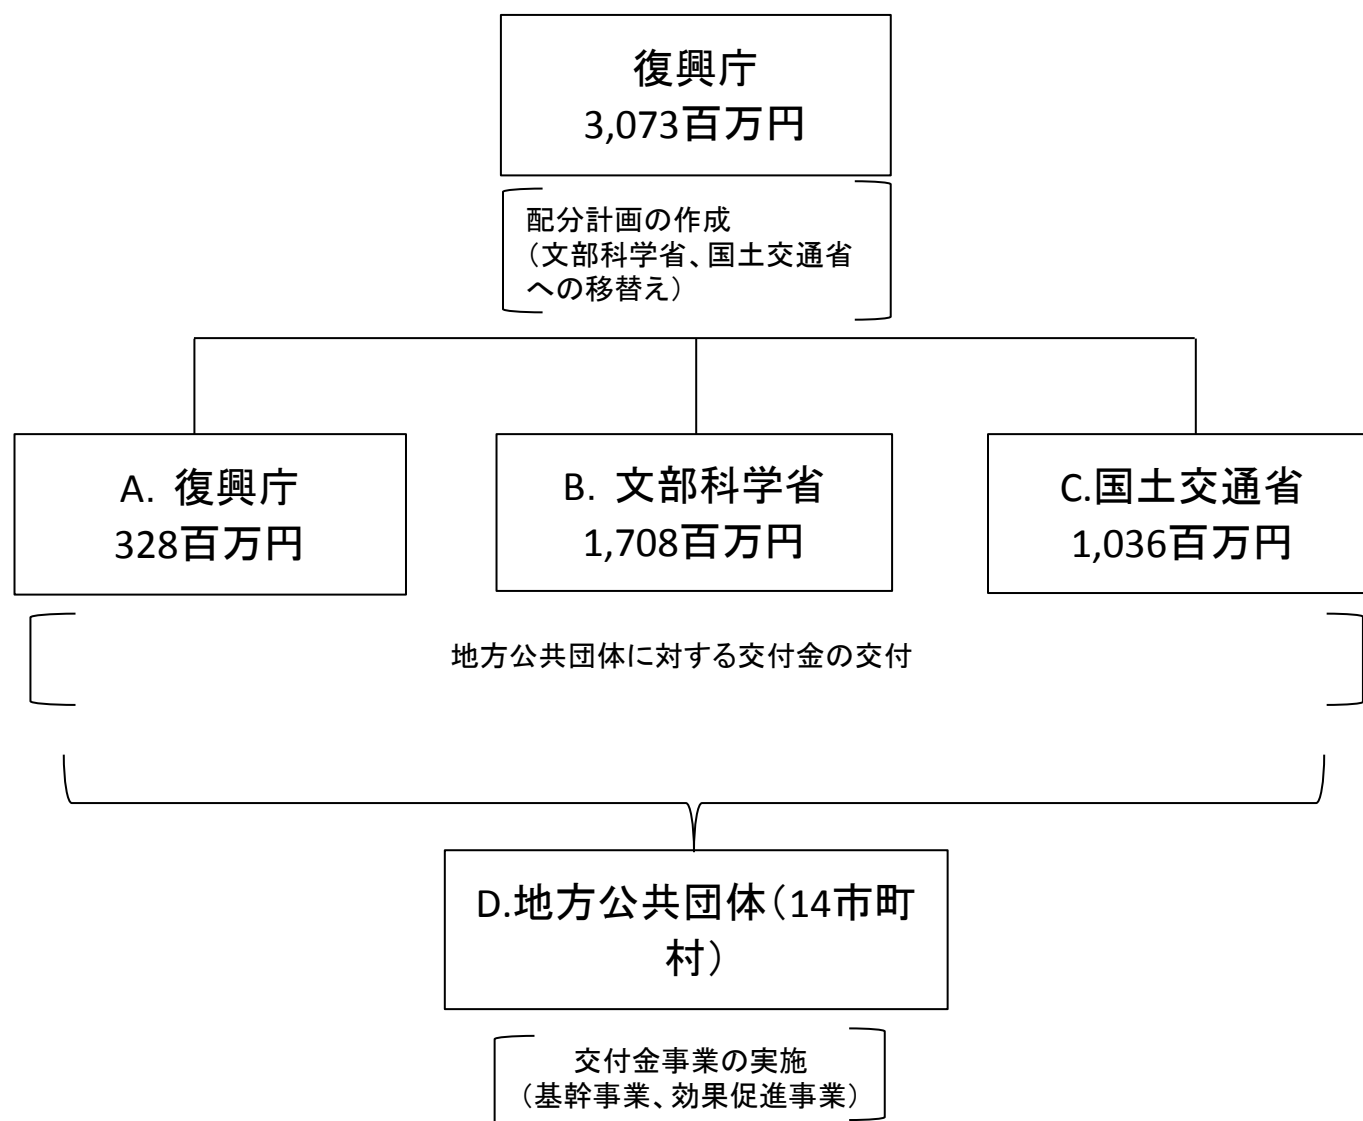 復興庁
3,073百万円
配分計画の作成
（文部科学省、国土交通省
への移替え）
A. 復興庁
328百万円
B. 文部科学省
1,708百万円
C.国土交通省
1,036百万円
地方公共団体に対する交付金の交付
D.地方公共団体（14市町
村）
交付金事業の実施
（基幹事業、効果促進事業）